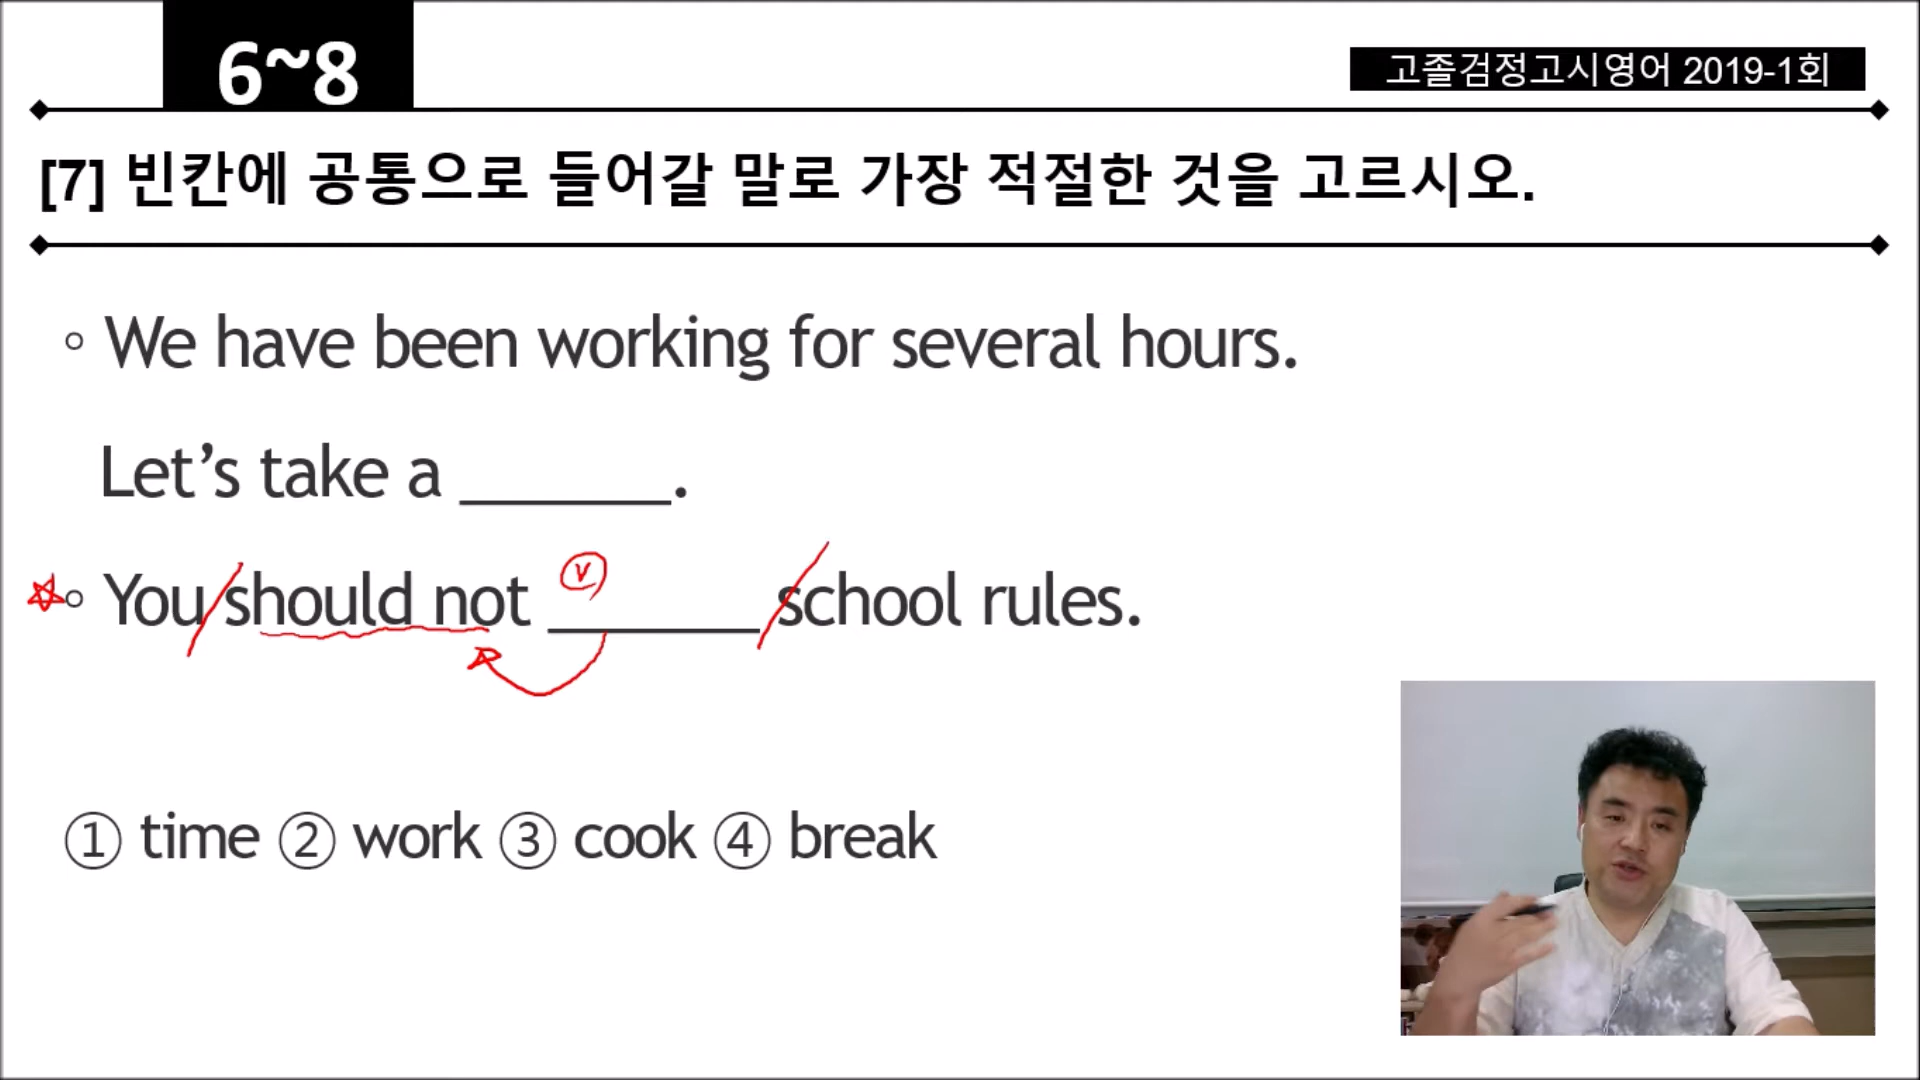 6~8
고졸검정고시영어 2019-1회
[7] 빈칸에 공통으로 들어갈 말로 가장 적절한 것을 고르시오.
◦ We have been working for several hours.
Let’s take a ______.
☆◦ You / should not ______ / school rules.
v
① time ② work ③ cook ④ break